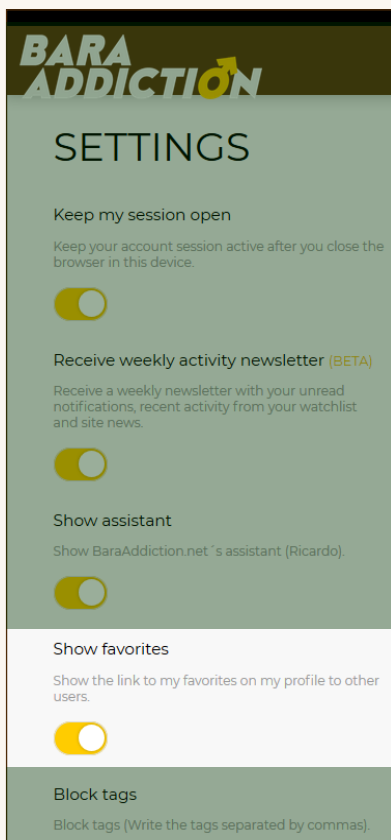 BARA
ADDICTION
SETTINGS
Keep my session open
Keep your account session active after you close the
browser in this device.
Receive weekly activity newsletter (BETA)
Receive a weekly newsletter with your unread
notifications, recent activity from your watchlist
and site news.
Show assistant
Show BaraAddiction.net´s assistant (Ricardo).
Show favorites
Show the link to my favorites on my profile to other
users.
Block tags
Block tags (Write the tags separated by commas).